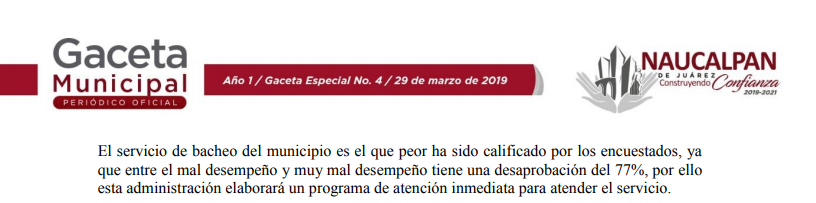 Gaceta
Municipal
PERIÓDICO OFICIAL
Año 1 / Gaceta Especial No. 4 / 29 de marzo de 2019
NAUCALPAN
DE JUÁREZ
Construyendo Confianza
2019-2021
El servicio de bacheo del municipio es el que peor ha sido calificado por los encuestados, ya
que entre el mal desempeño y muy mal desempeño tiene una desaprobación del 77%, por ello
esta administración elaborará un programa de atención inmediata para atender el servicio.